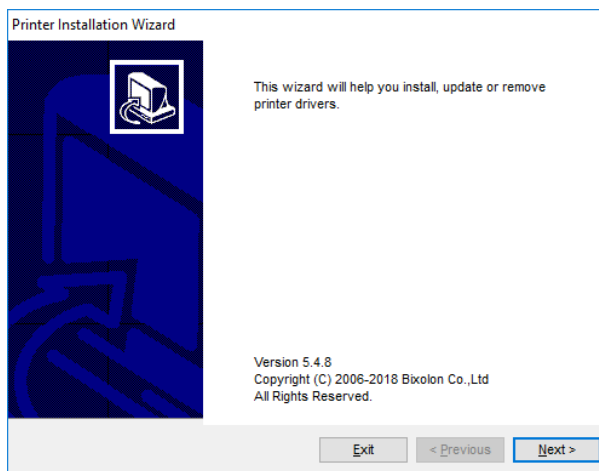 Printer Installation Wizard
This wizard will help you install, update or remove
printer drivers.
Version 5.4.8
Copyright (C) 2006-2018 Bixolon Co.,Ltd
All Rights Reserved.
Exit
< Previous
Next >